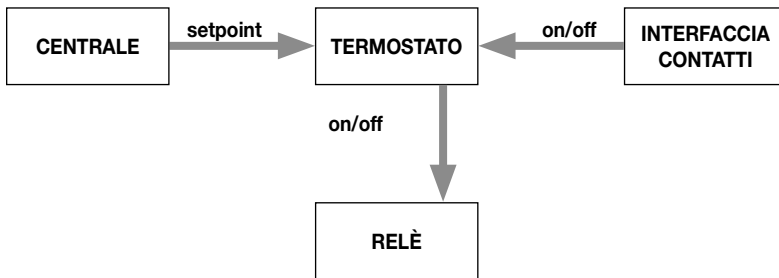 CENTRALE
setpoint
TERMOSTATO
on/off
INTERFACCIA
CONTATTI
on/off
RELÈ